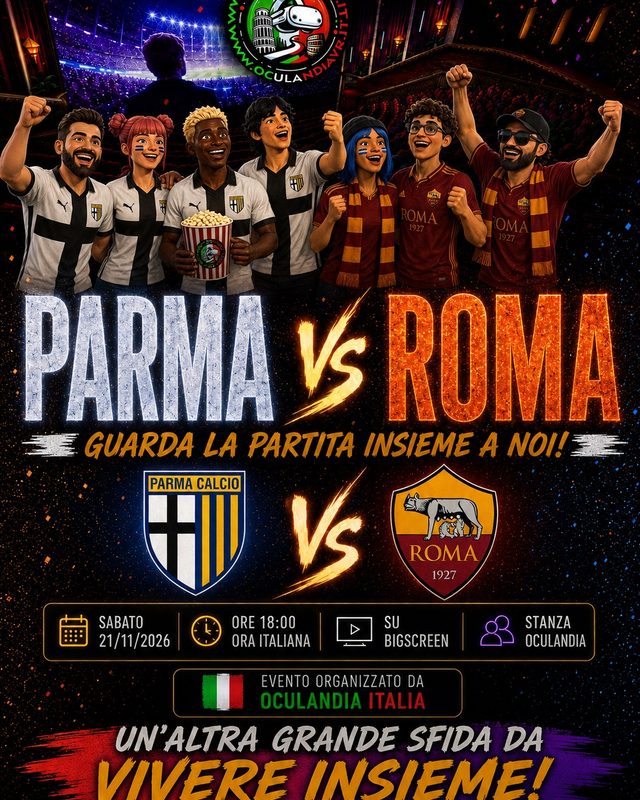 WWW.OCULANDIAVR.IT
ROMA
1927
ROMA
1927
PARMA VS ROMA
GUARDA LA PARTITA INSIEME A NOI!
PARMA CALCIO
VS
ROMA
1927
SABATO
21/11/2026
ORE 18:00
ORA ITALIANA
SU
BIGSCREEN
STANZA
OCULANDIA
EVENTO ORGANIZZATO DA
OCULANDIA ITALIA
UN'ALTRA GRANDE SFIDA DA
VIVERE INSIEME!